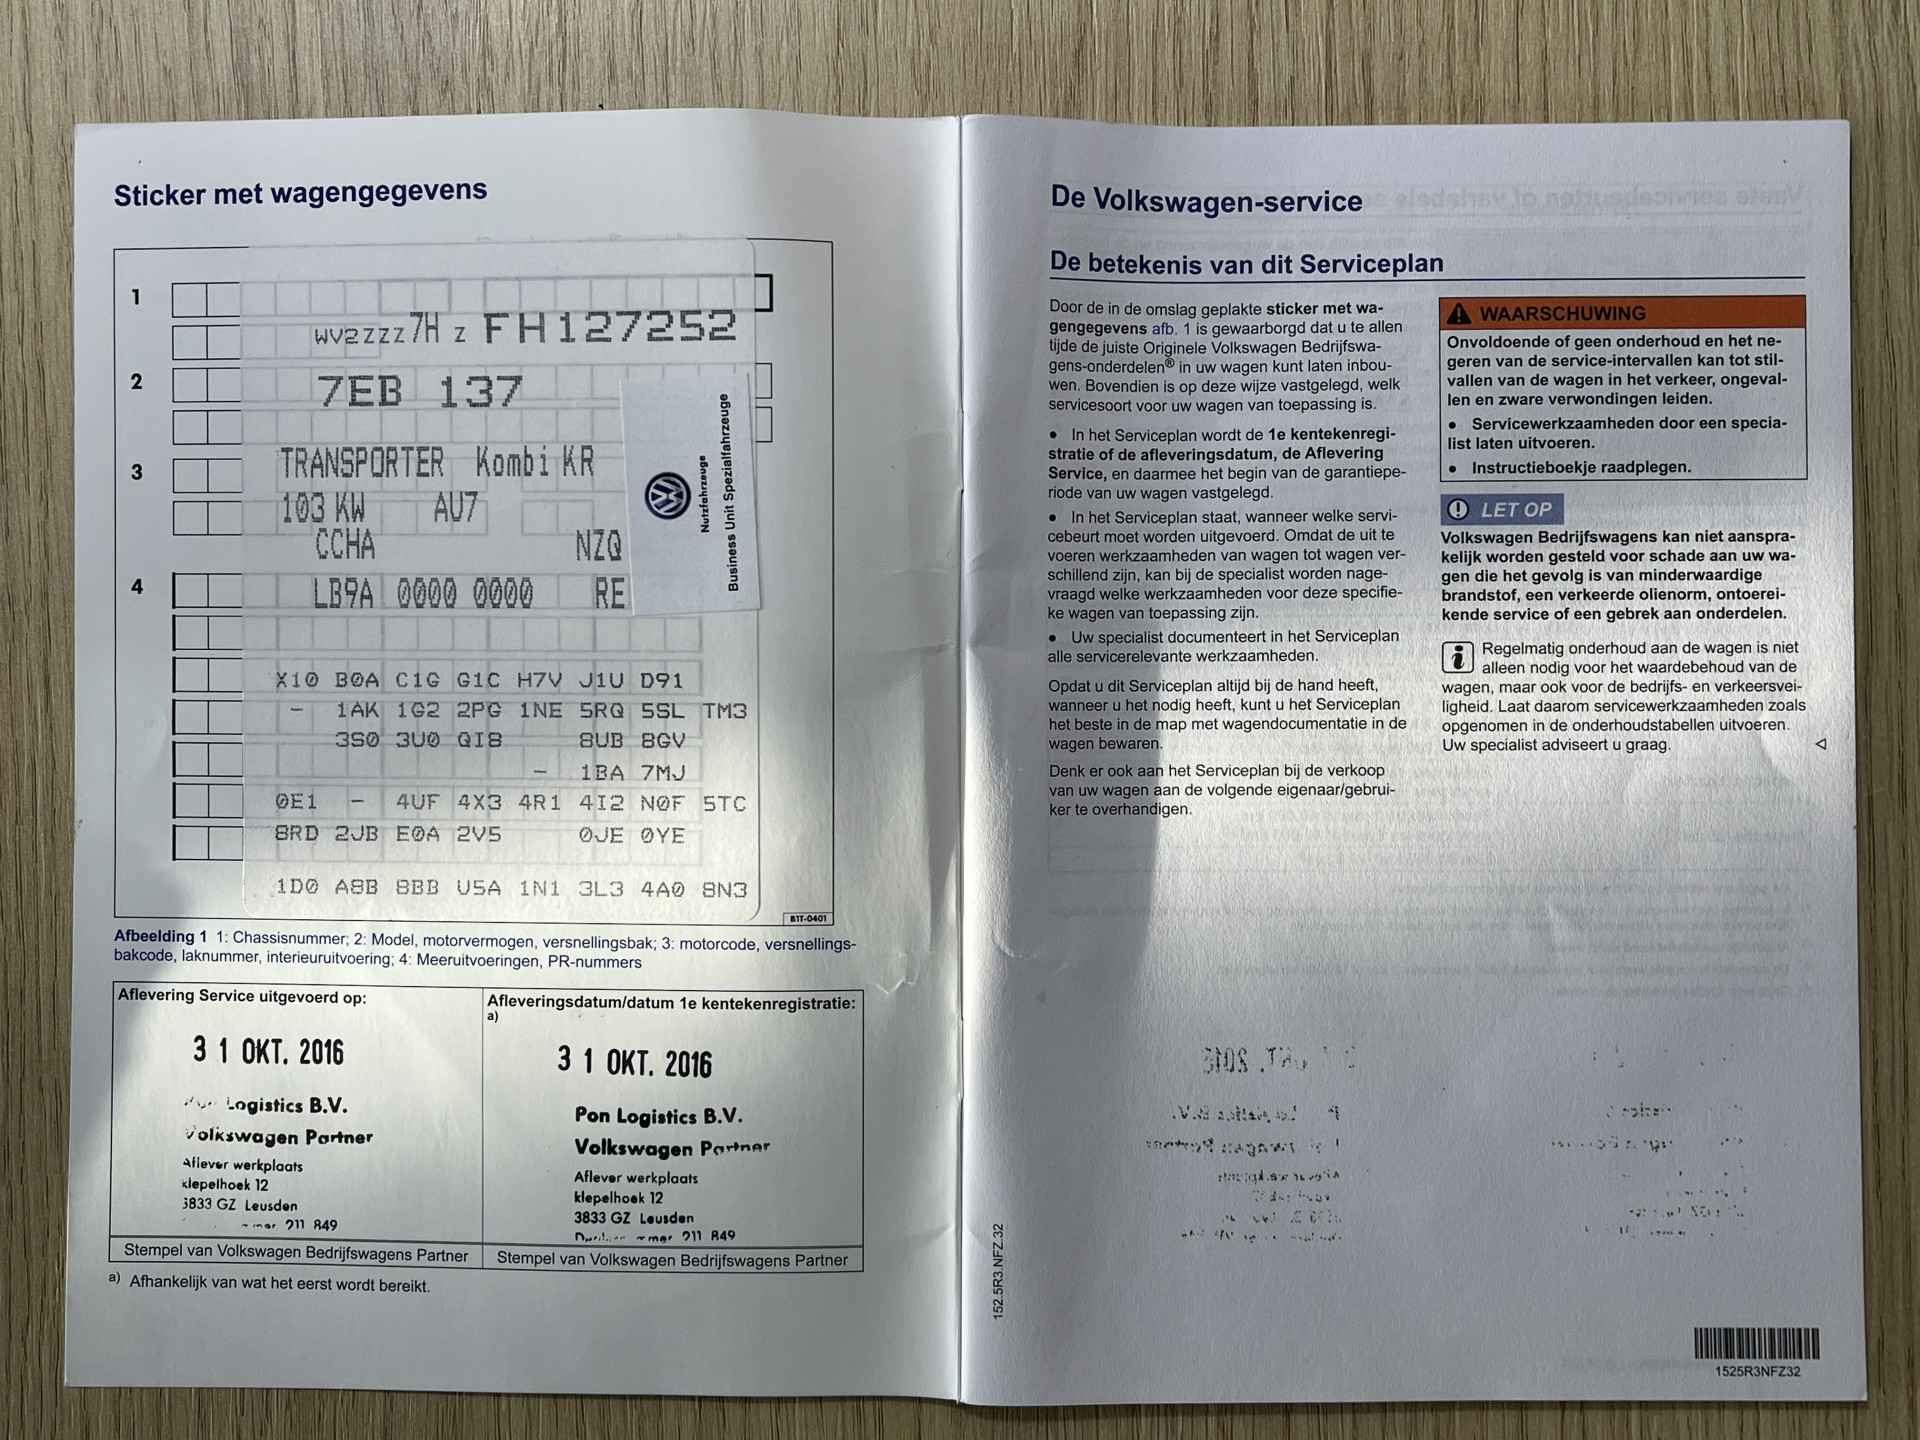 Sticker met wagengegevens
1
WV2ZZZ7H Z FH127252
2
7EB 137
3
TRANSPORTER Kombi KR
103 KW AU7
CCHA NZQ
4
LB9A 0000 0000 RE
Nutzfahrzeuge
Business Unit Spezialfahrzeuge
X10 B0A C1G G1C H7V J1U D91
- 1AK 1G2 2PG 1NE 5RQ 5SL TM3
3S0 3U0 QI8 8UB 8GV
- 1BA 7MJ
0E1 - 4UF 4X3 4R1 4I2 N0F 5TC
8RD 2JB E0A 2V5 0JE 0YE
1D0 A8B 8BB U5A 1N1 3L3 4A0 8N3
B1T-0401
Afbeelding 1 1: Chassisnummer; 2: Model, motorvermogen, versnellingsbak; 3: motorcode, versnellings-
bakcode, laknummer, interieuruitvoering; 4: Meeruitvoeringen, PR-nummers
Aflevering Service uitgevoerd op:
31 OKT. 2016
Logistics B.V.
Volkswagen Partner
Aflever werkplaats
klepelhoek 12
3833 GZ Leusden
911 849
Stempel van Volkswagen Bedrijfswagens Partner
Afleveringsdatum/datum 1e kentekenregistratie:
a)
31 OKT. 2016
Pon Logistics B.V.
Volkswagen Partner
Aflever werkplaats
klepelhoek 12
3833 GZ Leusden
911 849
Stempel van Volkswagen Bedrijfswagens Partner
a) Afhankelijk van wat het eerst wordt bereikt.
De Volkswagen-service
De betekenis van dit Serviceplan
Door de in de omslag geplakte sticker met wa-
gengegevens afb. 1 is gewaarborgd dat u te allen
tijde de juiste Originele Volkswagen Bedrijfswa-
gens-onderdelen® in uw wagen kunt laten inbou-
wen. Bovendien is op deze wijze vastgelegd, welk
servicesoort voor uw wagen van toepassing is.
• In het Serviceplan wordt de 1e kentekenregi-
stratie of de afleveringsdatum, de Aflevering
Service, en daarmee het begin van de garantiepe-
riode van uw wagen vastgelegd.
• In het Serviceplan staat, wanneer welke servi-
cebeurt moet worden uitgevoerd. Omdat de uit te
voeren werkzaamheden van wagen tot wagen ver-
schillend zijn, kan bij de specialist worden nage-
vraagd welke werkzaamheden voor deze specifie-
ke wagen van toepassing zijn.
• Uw specialist documenteert in het Serviceplan
alle servicerelevante werkzaamheden.
Opdat u dit Serviceplan altijd bij de hand heeft,
wanneer u het nodig heeft, kunt u het Serviceplan
het beste in de map met wagendocumentatie in de
wagen bewaren.
Denk er ook aan het Serviceplan bij de verkoop
van uw wagen aan de volgende eigenaar/gebrui-
ker te overhandigen.
WAARSCHUWING
Onvoldoende of geen onderhoud en het ne-
geren van de service-intervallen kan tot stil-
vallen van de wagen in het verkeer, ongeval-
len en zware verwondingen leiden.
• Servicewerkzaamheden door een specia-
list laten uitvoeren.
• Instructieboekje raadplegen.
LET OP
Volkswagen Bedrijfswagens kan niet aanspra-
kelijk worden gesteld voor schade aan uw wa-
gen die het gevolg is van minderwaardige
brandstof, een verkeerde olienorm, ontoerei-
kende service of een gebrek aan onderdelen.
Regelmatig onderhoud aan de wagen is niet
alleen nodig voor het waardebehoud van de
wagen, maar ook voor de bedrijfs- en verkeersvei-
ligheid. Laat daarom servicewerkzaamheden zoals
opgenomen in de onderhoudstabellen uitvoeren.
Uw specialist adviseert u graag.
152.5R3.NFZ.32
1525R3NFZ32